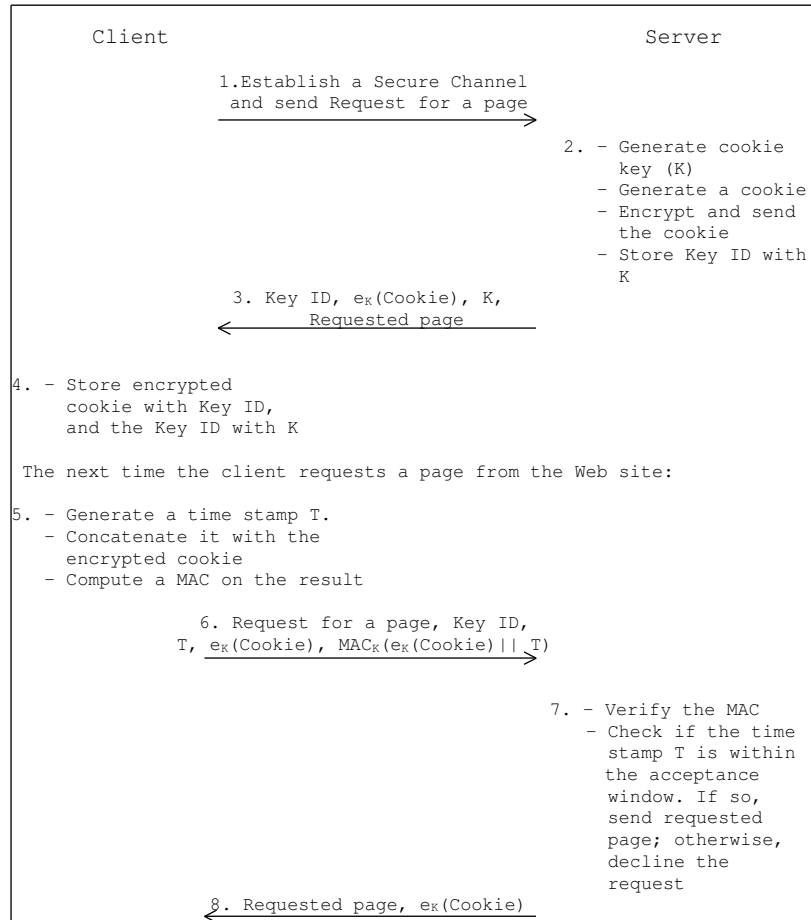 Client
Server
1.Establish a Secure Channel
and send Request for a page
2. - Generate cookie
key (K)
- Generate a cookie
- Encrypt and send
the cookie
- Store Key ID with
K
3. Key ID, eK(Cookie), K,
Requested page
4. - Store encrypted
cookie with Key ID,
and the Key ID with K
The next time the client requests a page from the Web site:
5. - Generate a time stamp T.
- Concatenate it with the
encrypted cookie
- Compute a MAC on the result
6. Request for a page, Key ID,
T, eK(Cookie), MACK(eK(Cookie)|| T)
7. - Verify the MAC
- Check if the time
stamp T is within
the acceptance
window. If so,
send requested
page; otherwise,
decline the
request
8. Requested page, eK(Cookie)